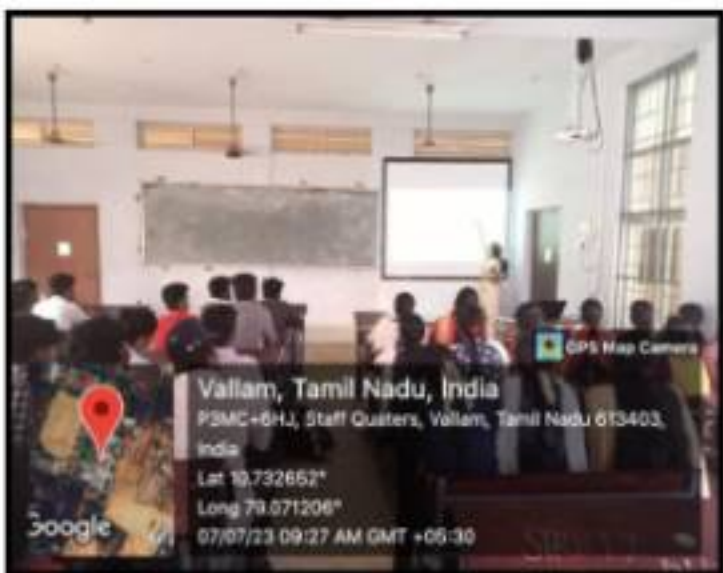 GPS Map Camera
Vallam, Tamil Nadu, India
P3MC+6HJ, Staff Quaters, Vallam, Tamil Nadu 613403,
India
Lat 10.732652°
Long 79.071206°
07/07/23 09:27 AM GMT +05:30
Google